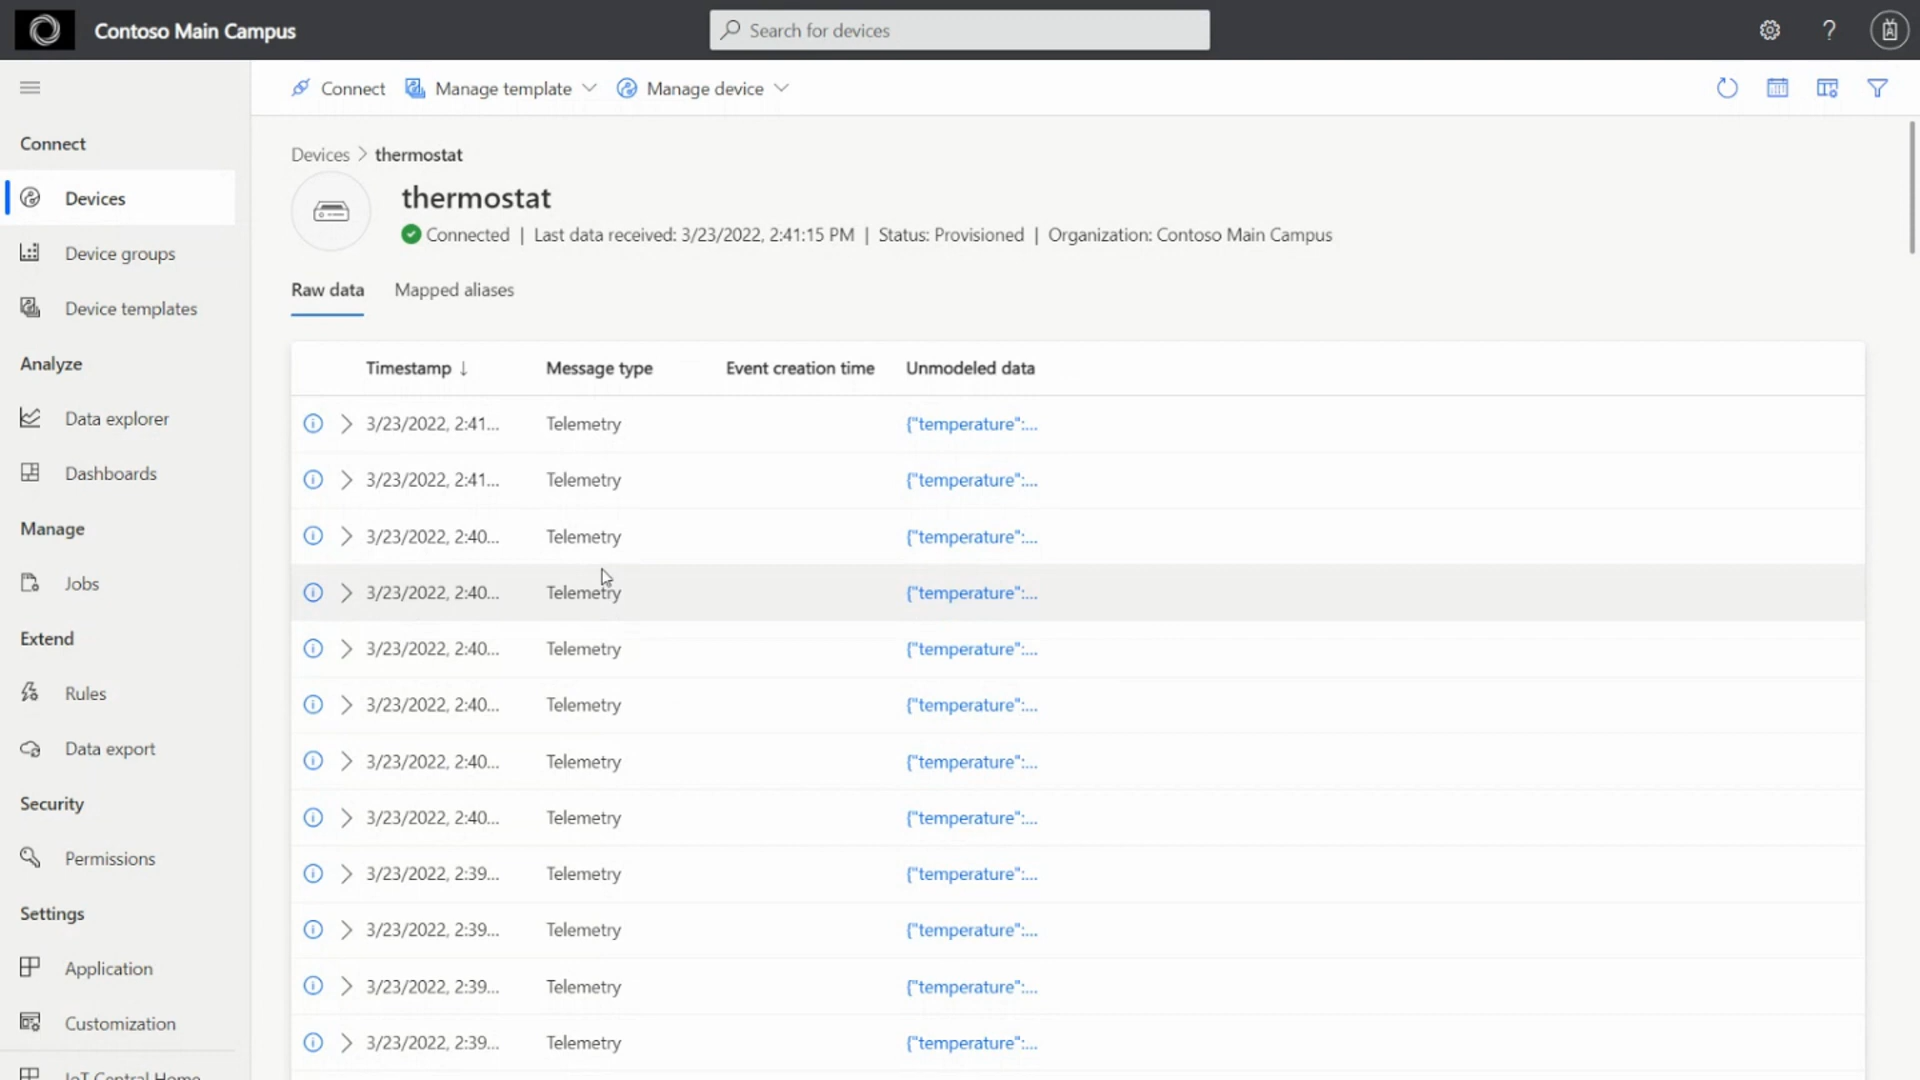 Contoso Main Campus
Search for devices
?
Connect
Manage template
Manage device
Connect
Devices
Device groups
Device templates
Analyze
Data explorer
Dashboards
Manage
Jobs
Extend
Rules
Data export
Security
Permissions
Settings
Application
Customization
IoT Central Home
Devices > thermostat
thermostat
Connected | Last data received: 3/23/2022, 2:41:15 PM | Status: Provisioned | Organization: Contoso Main Campus
Raw data Mapped aliases
Timestamp ↓ Message type Event creation time Unmodeled data
3/23/2022, 2:41... Telemetry {"temperature":...
3/23/2022, 2:41... Telemetry {"temperature":...
3/23/2022, 2:40... Telemetry {"temperature":...
3/23/2022, 2:40... Telemetry {"temperature":...
3/23/2022, 2:40... Telemetry {"temperature":...
3/23/2022, 2:40... Telemetry {"temperature":...
3/23/2022, 2:40... Telemetry {"temperature":...
3/23/2022, 2:40... Telemetry {"temperature":...
3/23/2022, 2:39... Telemetry {"temperature":...
3/23/2022, 2:39... Telemetry {"temperature":...
3/23/2022, 2:39... Telemetry {"temperature":...
3/23/2022, 2:39... Telemetry {"temperature":...